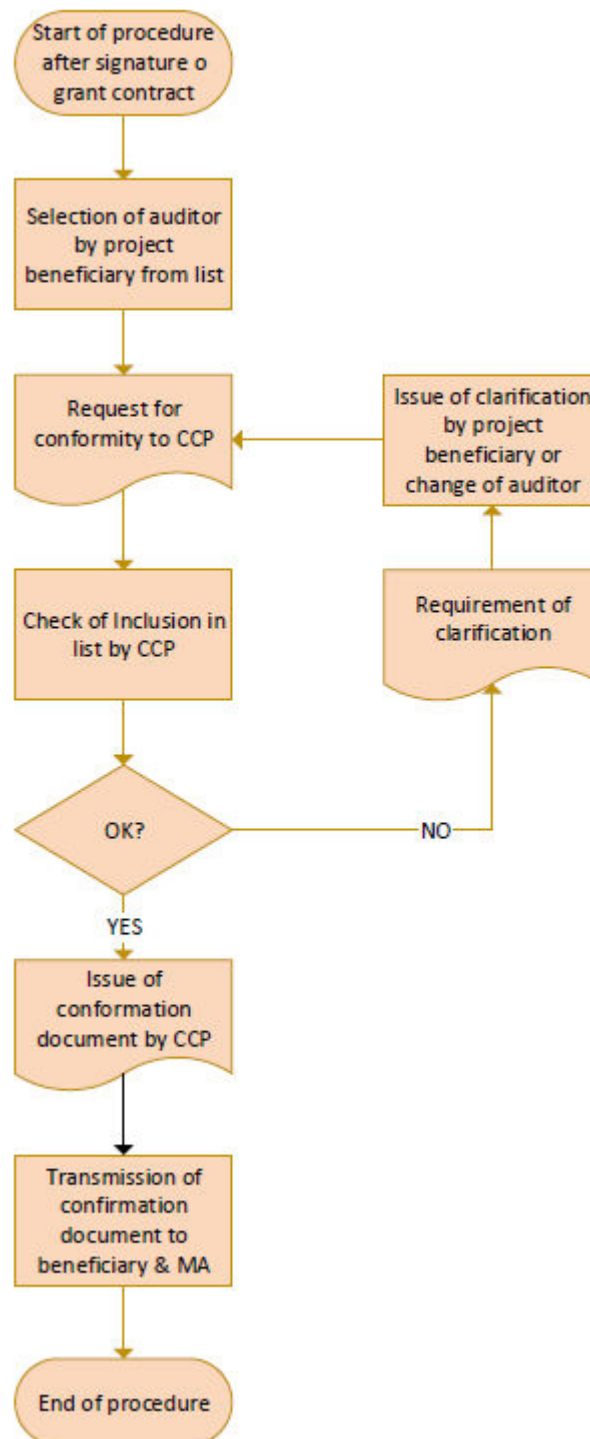 Start of procedure
after signature o
grant contract
Selection of auditor
by project
beneficiary from list
Request for
conformity to CCP
Issue of clarification
by project
beneficiary or
change of auditor
Check of Inclusion in
list by CCP
Requirement of
clarification
OK?
NO
YES
Issue of
conformation
document by CCP
Transmission of
confirmation
document to
beneficiary & MA
End of procedure